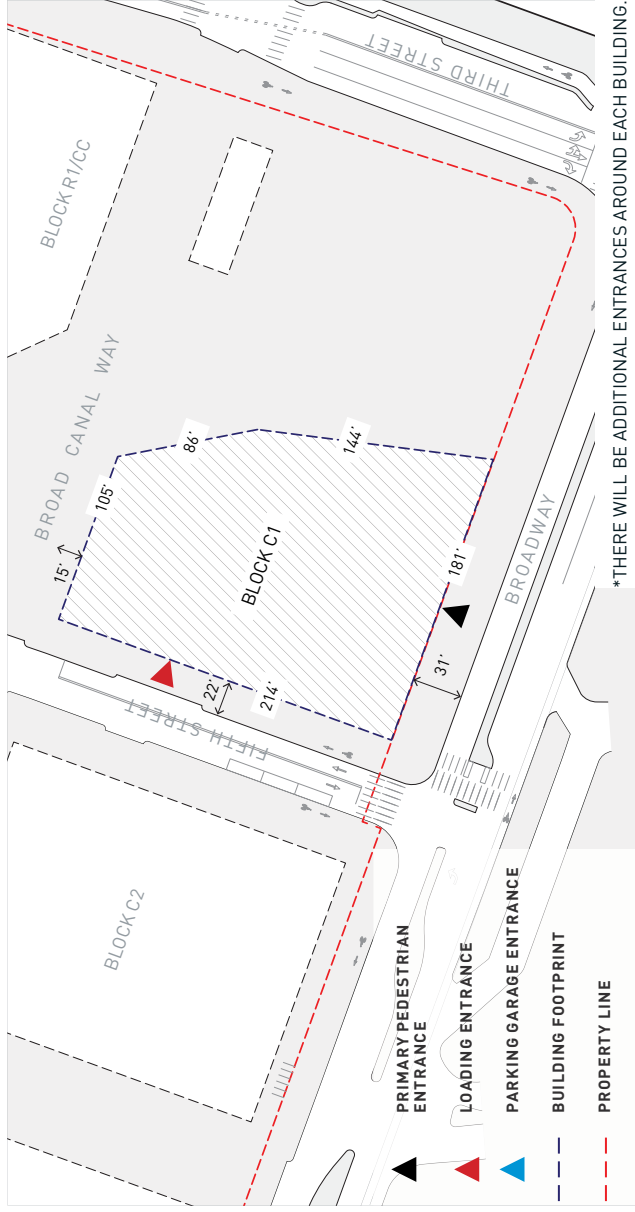 THIRD STREET
BLOCK R1/CC
BROAD CANAL WAY
86'
144'
105'
15'
BLOCK C1
181'
BROADWAY
22'
214'
31'
FIFTH STREET
BLOCK C2
PRIMARY PEDESTRIAN
ENTRANCE
LOADING ENTRANCE
PARKING GARAGE ENTRANCE
BUILDING FOOTPRINT
PROPERTY LINE
*THERE WILL BE ADDITIONAL ENTRANCES AROUND EACH BUILDING.